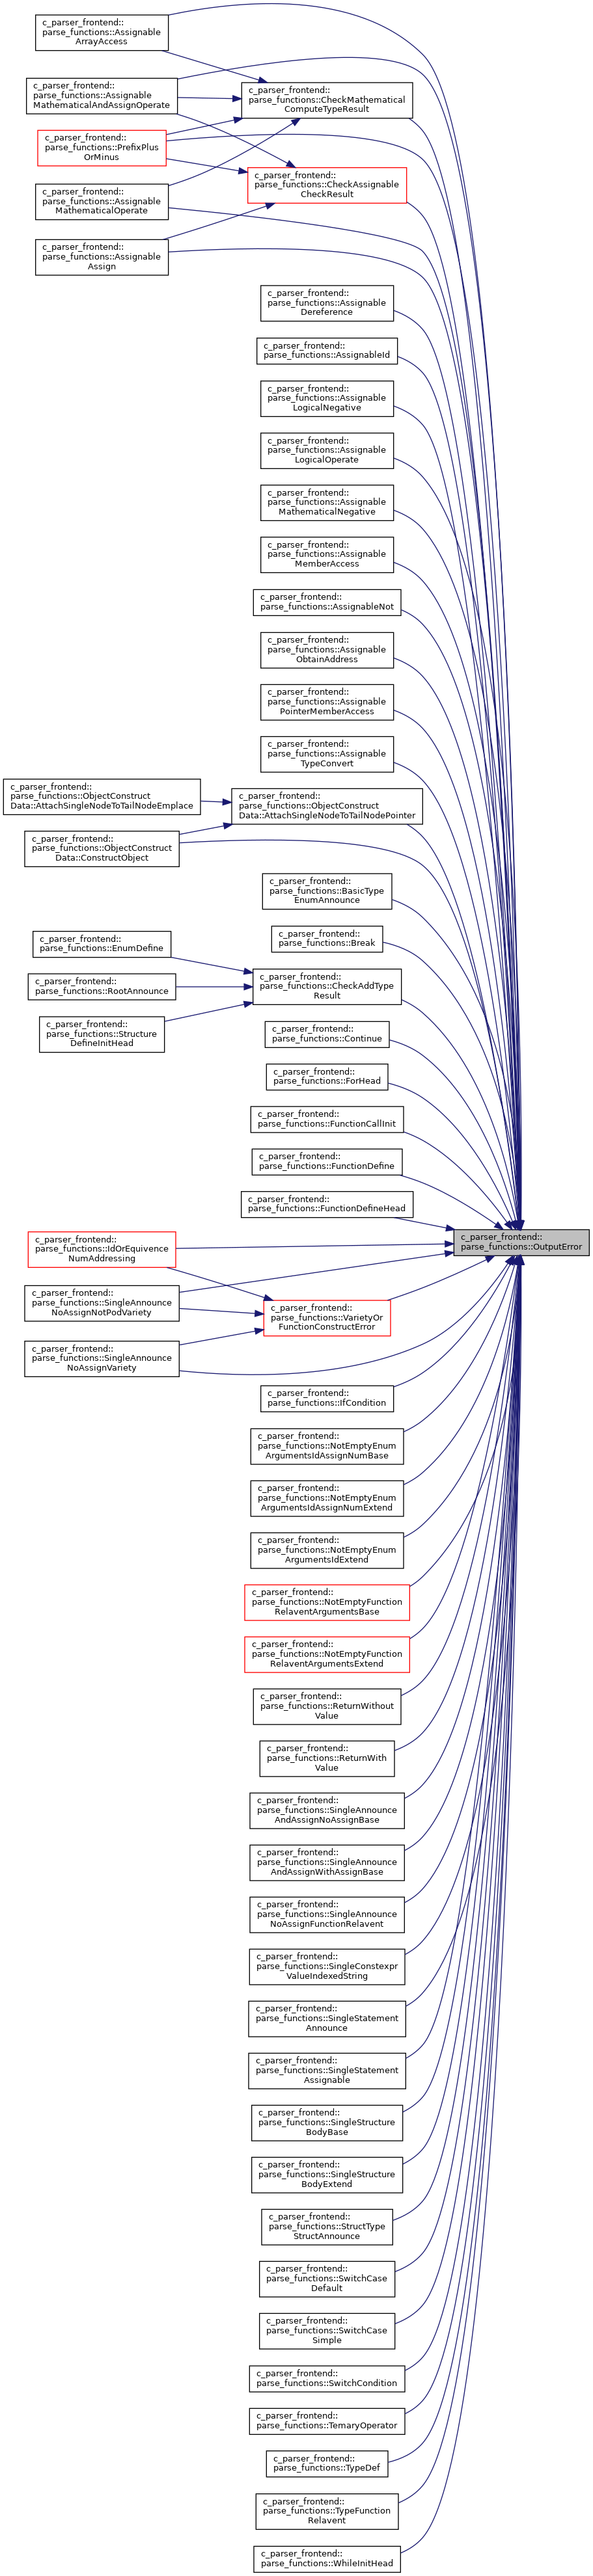 c_parser_frontend::
parse_functions::Assignable
ArrayAccess
c_parser_frontend::
parse_functions::Assignable
MathematicalAndAssignOperate
c_parser_frontend::
parse_functions::CheckMathematical
ComputeTypeResult
c_parser_frontend::
parse_functions::PrefixPlus
OrMinus
c_parser_frontend::
parse_functions::CheckAssignable
CheckResult
c_parser_frontend::
parse_functions::Assignable
MathematicalOperate
c_parser_frontend::
parse_functions::Assignable
Assign
c_parser_frontend::
parse_functions::Assignable
Dereference
c_parser_frontend::
parse_functions::AssignableId
c_parser_frontend::
parse_functions::Assignable
LogicalNegative
c_parser_frontend::
parse_functions::Assignable
LogicalOperate
c_parser_frontend::
parse_functions::Assignable
MathematicalNegative
c_parser_frontend::
parse_functions::Assignable
MemberAccess
c_parser_frontend::
parse_functions::AssignableNot
c_parser_frontend::
parse_functions::Assignable
ObtainAddress
c_parser_frontend::
parse_functions::Assignable
PointerMemberAccess
c_parser_frontend::
parse_functions::Assignable
TypeConvert
c_parser_frontend::
parse_functions::ObjectConstruct
Data::AttachSingleNodeToTailNodeEmplace
c_parser_frontend::
parse_functions::ObjectConstruct
Data::AttachSingleNodeToTailNodePointer
c_parser_frontend::
parse_functions::ObjectConstruct
Data::ConstructObject
c_parser_frontend::
parse_functions::BasicType
EnumAnnounce
c_parser_frontend::
parse_functions::Break
c_parser_frontend::
parse_functions::EnumDefine
c_parser_frontend::
parse_functions::RootAnnounce
c_parser_frontend::
parse_functions::CheckAddType
Result
c_parser_frontend::
parse_functions::Structure
DefineInitHead
c_parser_frontend::
parse_functions::Continue
c_parser_frontend::
parse_functions::ForHead
c_parser_frontend::
parse_functions::FunctionCallInit
c_parser_frontend::
parse_functions::FunctionDefine
c_parser_frontend::
parse_functions::FunctionDefineHead
c_parser_frontend::
parse_functions::OutputError
c_parser_frontend::
parse_functions::IdOrEquivence
NumAddressing
c_parser_frontend::
parse_functions::SingleAnnounce
NoAssignNotPodVariety
c_parser_frontend::
parse_functions::VarietyOr
FunctionConstructError
c_parser_frontend::
parse_functions::SingleAnnounce
NoAssignVariety
c_parser_frontend::
parse_functions::IfCondition
c_parser_frontend::
parse_functions::NotEmptyEnum
ArgumentsIdAssignNumBase
c_parser_frontend::
parse_functions::NotEmptyEnum
ArgumentsIdAssignNumExtend
c_parser_frontend::
parse_functions::NotEmptyEnum
ArgumentsIdExtend
c_parser_frontend::
parse_functions::NotEmptyFunction
RelaventArgumentsBase
c_parser_frontend::
parse_functions::NotEmptyFunction
RelaventArgumentsExtend
c_parser_frontend::
parse_functions::ReturnWithout
Value
c_parser_frontend::
parse_functions::ReturnWith
Value
c_parser_frontend::
parse_functions::SingleAnnounce
AndAssignNoAssignBase
c_parser_frontend::
parse_functions::SingleAnnounce
AndAssignWithAssignBase
c_parser_frontend::
parse_functions::SingleAnnounce
NoAssignFunctionRelavent
c_parser_frontend::
parse_functions::SingleConstexpr
ValueIndexedString
c_parser_frontend::
parse_functions::SingleStatement
Announce
c_parser_frontend::
parse_functions::SingleStatement
Assignable
c_parser_frontend::
parse_functions::SingleStructure
BodyBase
c_parser_frontend::
parse_functions::SingleStructure
BodyExtend
c_parser_frontend::
parse_functions::StructType
StructAnnounce
c_parser_frontend::
parse_functions::SwitchCase
Default
c_parser_frontend::
parse_functions::SwitchCase
Simple
c_parser_frontend::
parse_functions::SwitchCondition
c_parser_frontend::
parse_functions::TemaryOperator
c_parser_frontend::
parse_functions::TypeDef
c_parser_frontend::
parse_functions::TypeFunction
Relavent
c_parser_frontend::
parse_functions::WhileInitHead